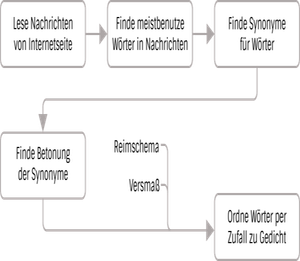 Lese Nachrichten
von Internetseite
Finde meistbenutze
Wörter in Nachrichten
Finde Synonyme
für Wörter
Finde Betonung
der Synonyme
Reimschema
Versmaß
Ordne Wörter per
Zufall zu Gedicht